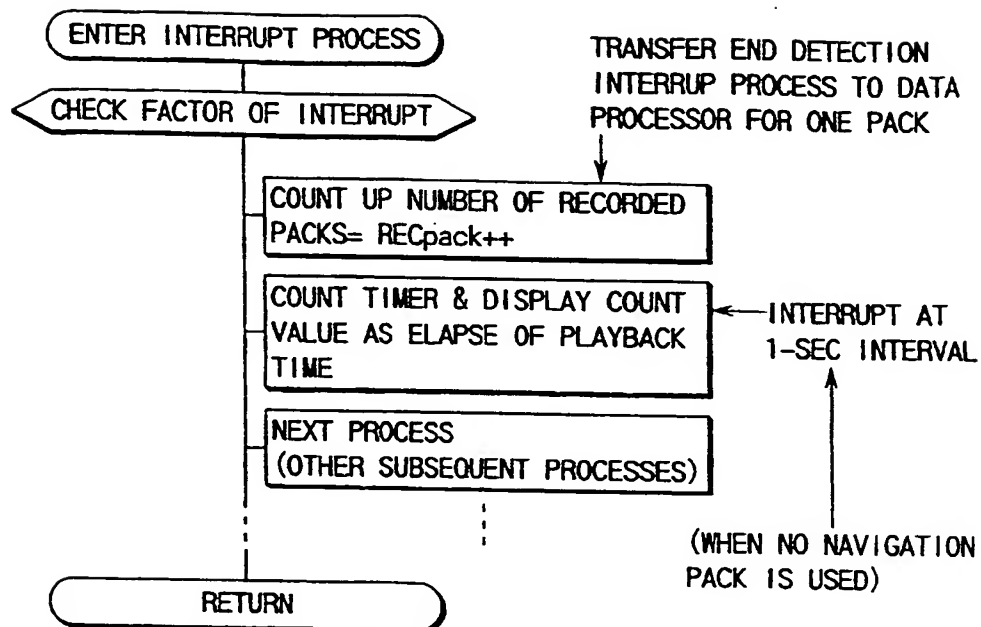 ENTER INTERRUPT PROCESS
CHECK FACTOR OF INTERRUPT
TRANSFER END DETECTION
INTERRUP PROCESS TO DATA
PROCESSOR FOR ONE PACK
COUNT UP NUMBER OF RECORDED
PACKS= RECpack++
COUNT TIMER & DISPLAY COUNT
VALUE AS ELAPSE OF PLAYBACK
TIME
INTERRUPT AT
1-SEC INTERVAL
NEXT PROCESS
(OTHER SUBSEQUENT PROCESSES)
(WHEN NO NAVIGATION
PACK IS USED)
RETURN